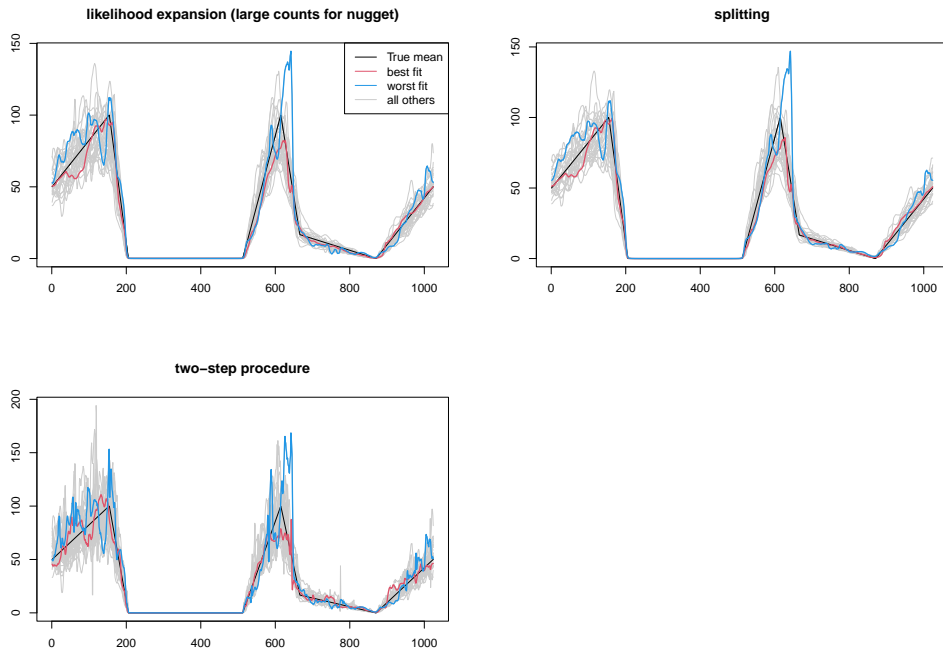 likelihood expansion (large counts for nugget)
150
100
50
0
True mean
best fit
worst fit
all others
0 200 400 600 800 1000
splitting
150
100
50
0
0 200 400 600 800 1000
two−step procedure
200
150
100
50
0
0 200 400 600 800 1000